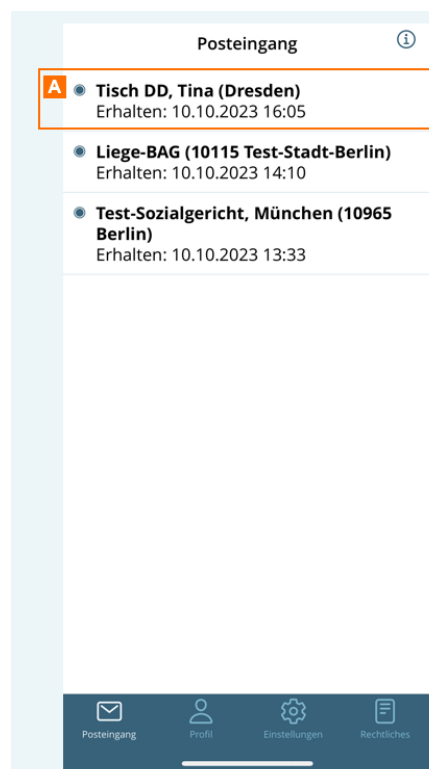 Posteingang
A
Tisch DD, Tina (Dresden)
Erhalten: 10.10.2023 16:05
Liege-BAG (10115 Test-Stadt-Berlin)
Erhalten: 10.10.2023 14:10
Test-Sozialgericht, München (10965
Berlin)
Erhalten: 10.10.2023 13:33
Posteingang Profil Einstellungen Rechtliches